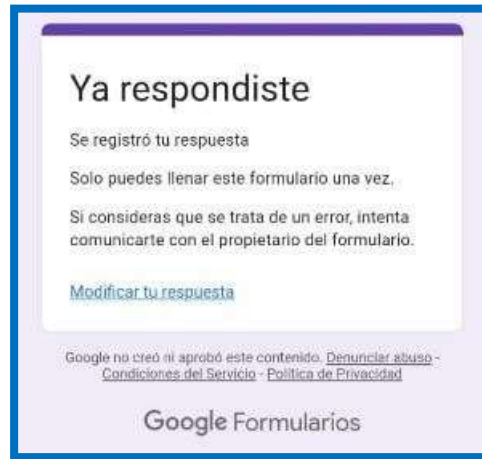 Ya respondiste
Se registró tu respuesta
Solo puedes llenar este formulario una vez.
Si consideras que se trata de un error, intenta
comunicarte con el propietario del formulario.
Modificar tu respuesta
Google no creó ni aprobó este contenido. Denunciar abuso -
Condiciones del Servicio - Política de Privacidad
Google Formularios